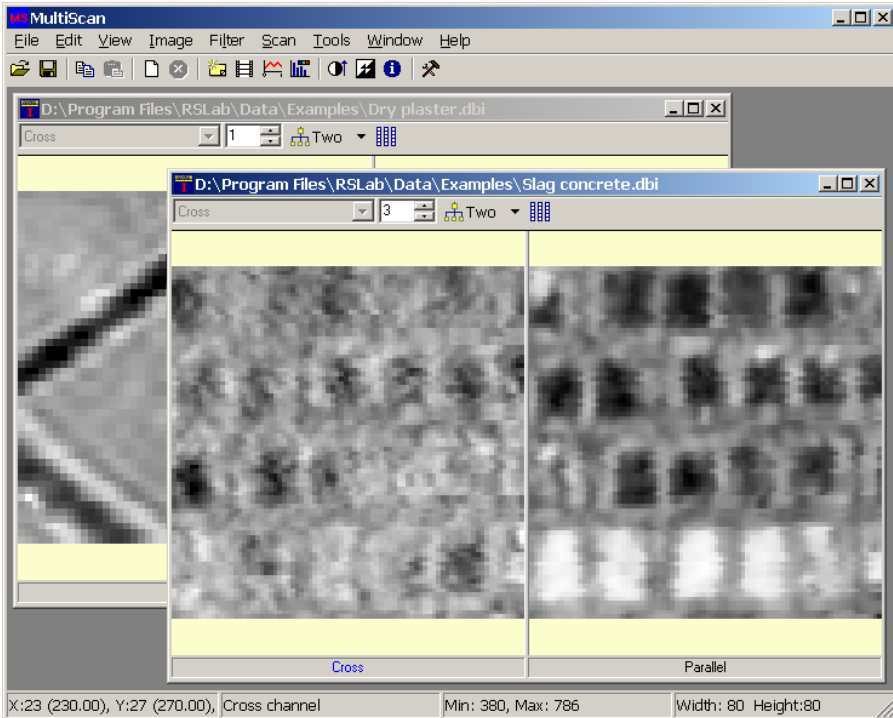 MS MultiScan
File Edit View Image Filter Scan Tools Window Help
D:\Program Files\RSLab\Data\Examples\Dry plaster.dbi
Cross 1 Two
D:\Program Files\RSLab\Data\Examples\Slag concrete.dbi
Cross 3 Two
Cross Parallel
X:23 (230.00), Y:27 (270.00), Cross channel Min: 380, Max: 786 Width: 80 Height:80